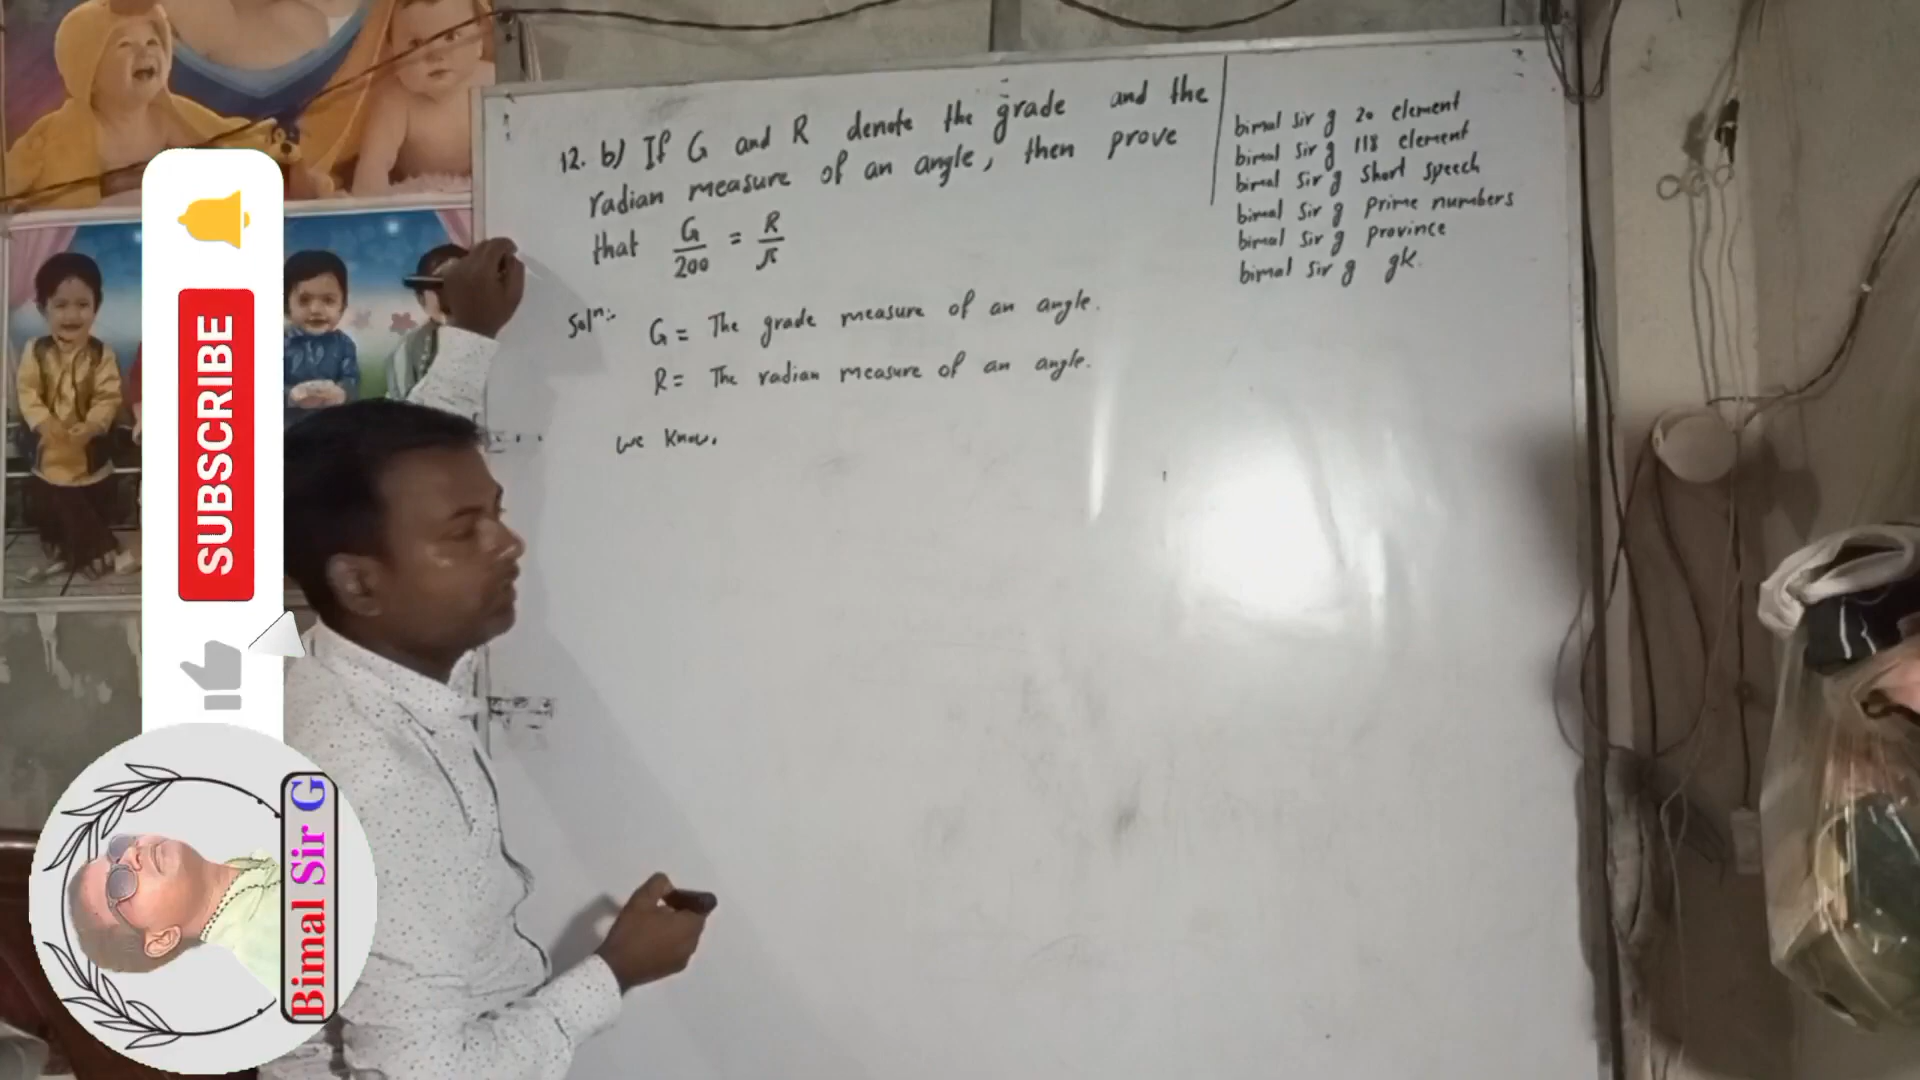 12. b) If G and R denote the grade and the
radian measure of an angle, then prove
that G/200 = R/π
Solⁿ:-
G = The grade measure of an angle.
R = The radian measure of an angle.
we know.
bimal sir g 20 element
bimal sir g 118 element
bimal sir g short speech
bimal sir g prime numbers
bimal sir g province
bimal sir g gk.
SUBSCRIBE
Bimal Sir G